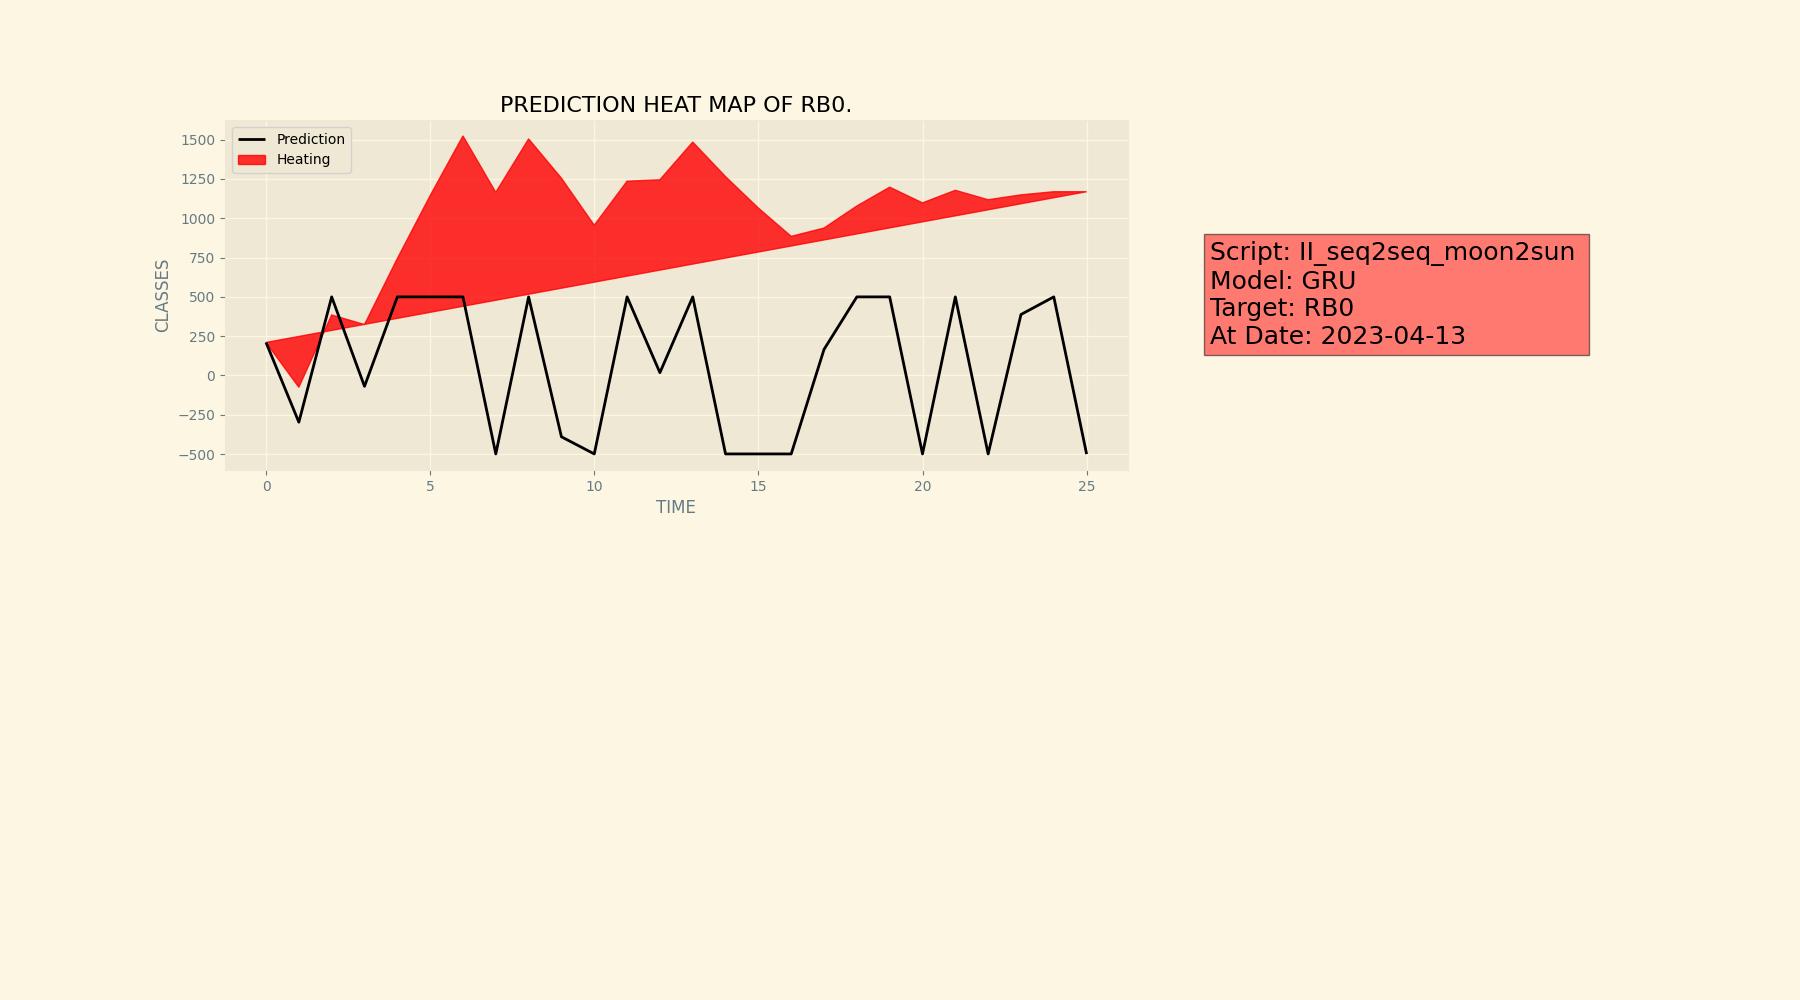 PREDICTION HEAT MAP OF RB0.
Prediction
Heating
1500
1250
1000
750
500
250
0
−250
−500
CLASSES
0 5 10 15 20 25
TIME
Script: II_seq2seq_moon2sun
Model: GRU
Target: RB0
At Date: 2023-04-13